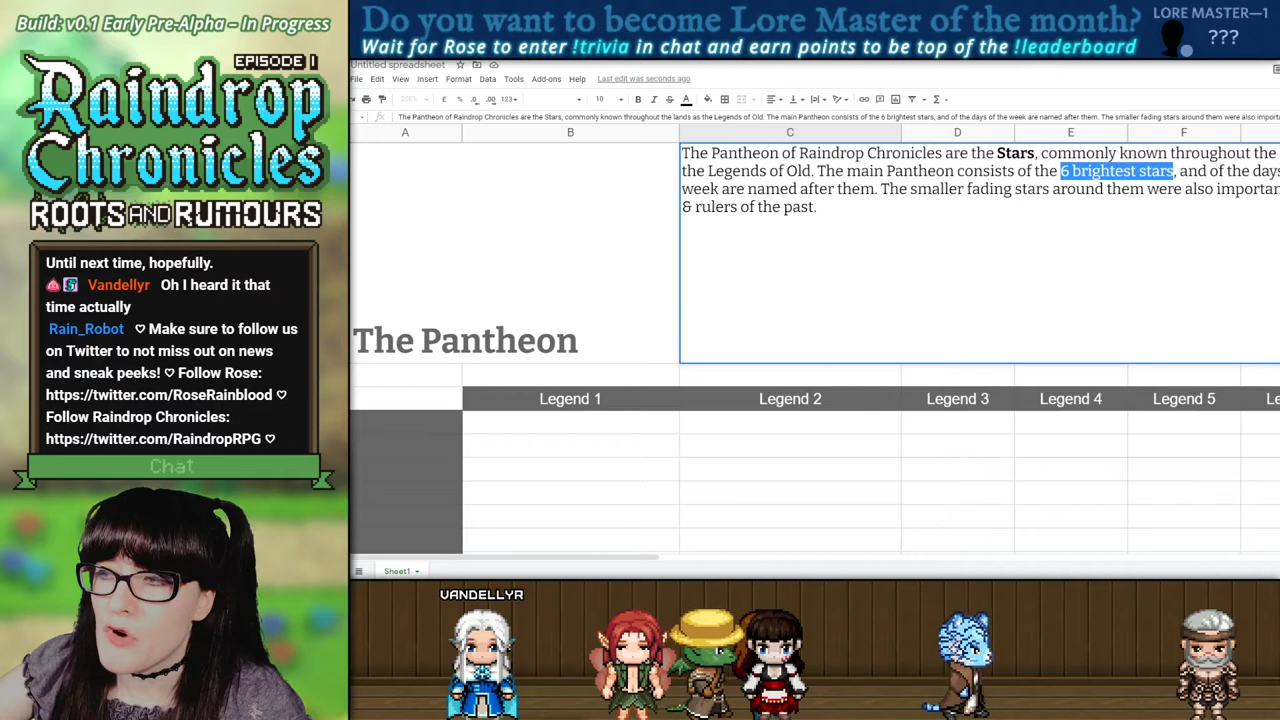 Build: v0.1 Early Pre-Alpha – In Progress
EPISODE I
Raindrop
Chronicles
ROOTS AND RUMOURS
Until next time, hopefully.
Vandellyr Oh I heard it that
time actually
Rain_Robot ♡ Make sure to follow us
on Twitter to not miss out on news
and sneak peeks! ♡ Follow Rose:
https://twitter.com/RoseRainblood ♡
Follow Raindrop Chronicles:
https://twitter.com/RaindropRPG ♡
Chat
Do you want to become Lore Master of the month?
Wait for Rose to enter !trivia in chat and earn points to be top of the !leaderboard
LORE MASTER—1
???
Untitled spreadsheet
File Edit View Insert Format Data Tools Add-ons Help Last edit was seconds ago
£ % .0 .00 123 10 B I S A
fx The Pantheon of Raindrop Chronicles are the Stars, commonly known throughout the lands as the Legends of Old. The main Pantheon consists of the 6 brightest stars, and of the days of the week are named after them. The smaller fading stars around them were also importa
A B C D E F
The Pantheon of Raindrop Chronicles are the Stars, commonly known throughout the
the Legends of Old. The main Pantheon consists of the 6 brightest stars, and of the days
week are named after them. The smaller fading stars around them were also importan
& rulers of the past.
The Pantheon
Legend 1 Legend 2 Legend 3 Legend 4 Legend 5 Le
Sheet1
VANDELLYR